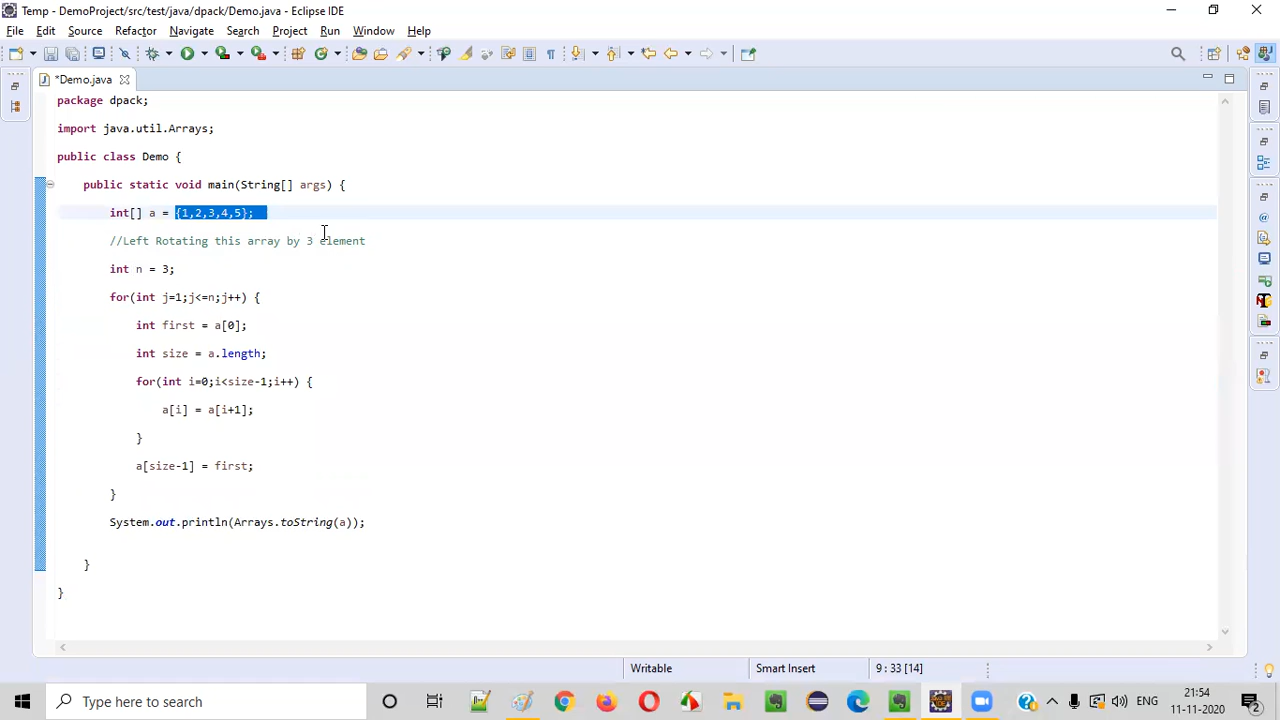 Temp - DemoProject/src/test/java/dpack/Demo.java - Eclipse IDE
File Edit Source Refactor Navigate Search Project Run Window Help
*Demo.java
package dpack;
import java.util.Arrays;
public class Demo {
public static void main(String[] args) {
int[] a = {1,2,3,4,5};
//Left Rotating this array by 3 element
int n = 3;
for(int j=1;j<=n;j++) {
int first = a[0];
int size = a.length;
for(int i=0;i<size-1;i++) {
a[i] = a[i+1];
}
a[size-1] = first;
}
System.out.println(Arrays.toString(a));
}
}
Writable Smart Insert 9 : 33 [14]
Type here to search
ENG
21:54
11-11-2020
2